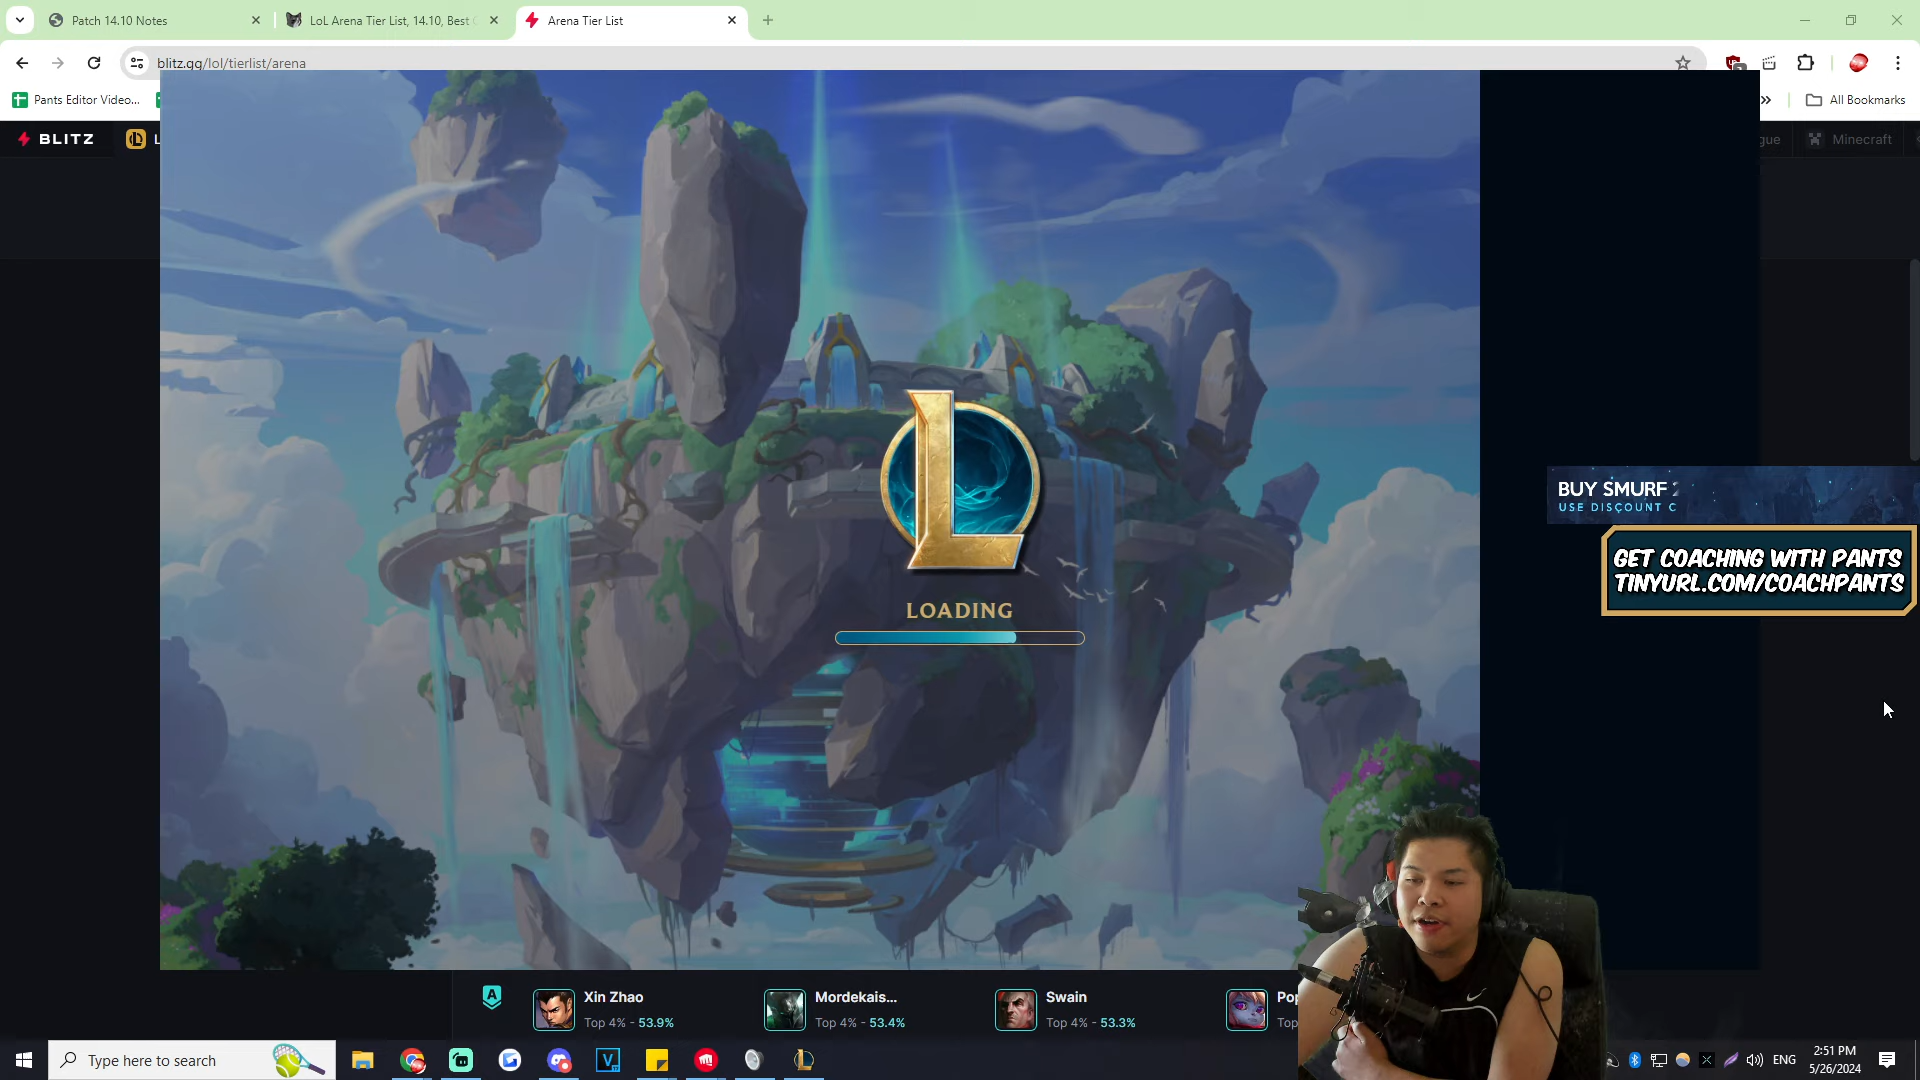 Patch 14.10 Notes
LoL Arena Tier List, 14.10, Best
Arena Tier List
blitz.gg/lol/tierlist/arena
Pants Editor Video...
All Bookmarks
BLITZ
L
gue
Minecraft
BUY SMURF
USE DISCOUNT C
GET COACHING WITH PANTS
TINYURL.COM/COACHPANTS
LOADING
A
Xin Zhao
Top 4% - 53.9%
Mordekais...
Top 4% - 53.4%
Swain
Top 4% - 53.3%
Pop
Top
Type here to search
ENG
2:51 PM
5/26/2024